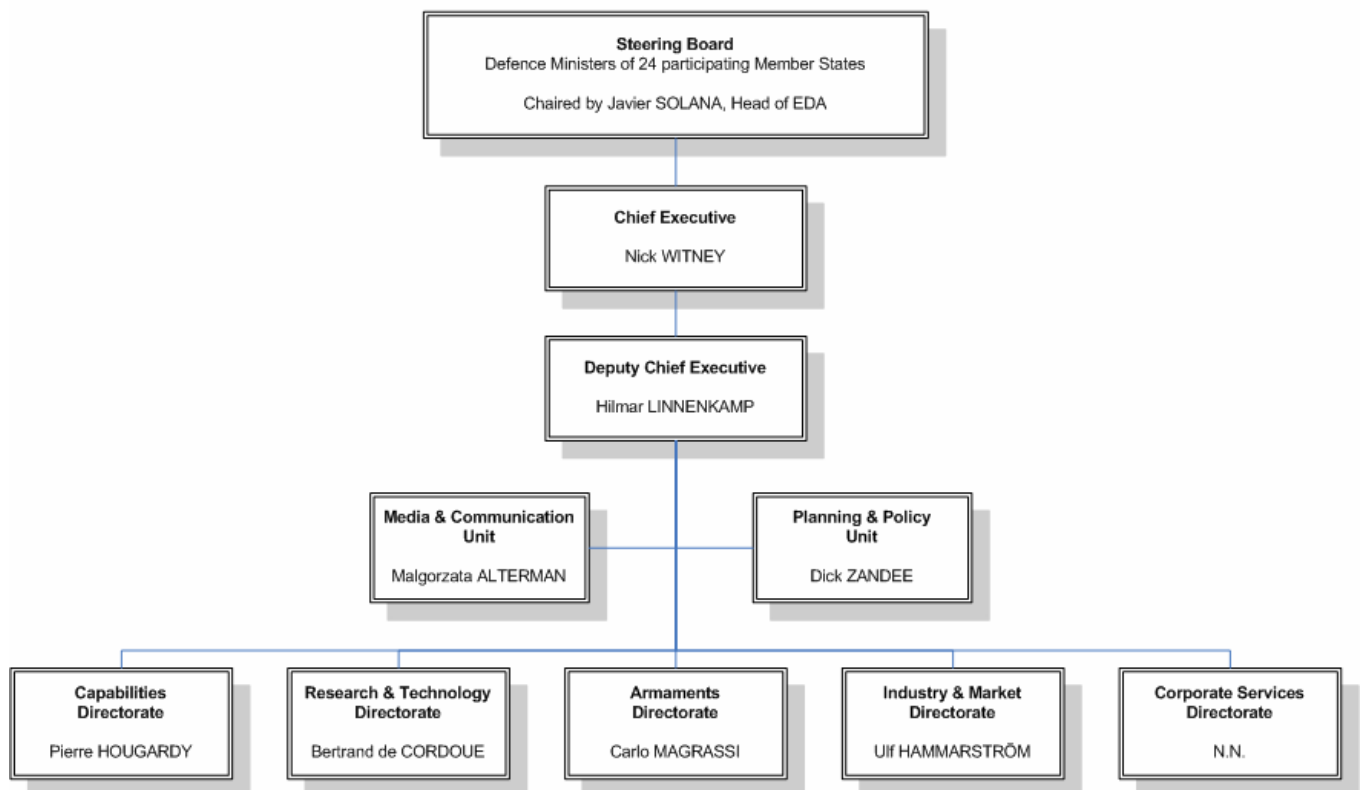 Steering Board
Defence Ministers of 24 participating Member States
Chaired by Javier SOLANA, Head of EDA
Chief Executive
Nick WITNEY
Deputy Chief Executive
Hilmar LINNENKAMP
Media & Communication
Unit
Malgorzata ALTERMAN
Planning & Policy
Unit
Dick ZANDEE
Capabilities
Directorate
Pierre HOUGARDY
Research & Technology
Directorate
Bertrand de CORDOUE
Armaments
Directorate
Carlo MAGRASSI
Industry & Market
Directorate
Ulf HAMMARSTRÖM
Corporate Services
Directorate
N.N.